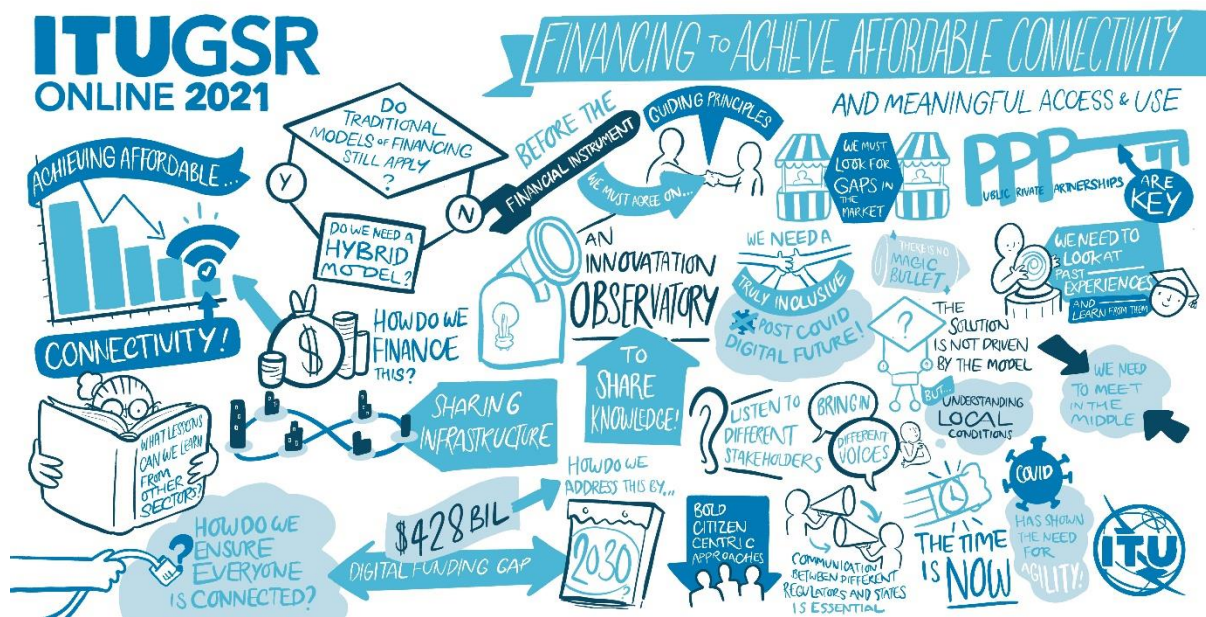 ITUGSR
ONLINE 2021
FINANCING TO ACHIEVE AFFORDABLE CONNECTIVITY
AND MEANINGFUL ACCESS & USE
ACHIEVING AFFORDABLE...
CONNECTIVITY!
DO
TRADITIONAL
MODELS OF FINANCING
STILL APPLY
?
Y
N
DO WE NEED A
HYBRID
MODEL?
BEFORE THE
FINANCIAL INSTRUMENT
WE MUST AGREE ON...
GUIDING PRINCIPLES
WE MUST
LOOK FOR
GAPS IN
THE
MARKET
PPP
PUBLIC PRIVATE PARTNERSHIPS
ARE
KEY
HOW DO WE
FINANCE
THIS?
$
AN
INNOVATATION
OBSERVATORY
TO
SHARE
KNOWLEDGE!
WE NEED A
TRULY INCLUSIVE
POST COVID
DIGITAL FUTURE!
THERE IS NO
MAGIC
BULLET
?
THE
SOLUTION
IS NOT DRIVEN
BY THE MODEL
BUT...
UNDERSTANDING
LOCAL
CONDITIONS
WE NEED TO
LOOK AT
PAST
EXPERIENCES
AND
LEARN FROM THEM
WE NEED
TO MEET
IN THE
MIDDLE
WHAT LESSONS
CAN WE LEARN
FROM
OTHER
SECTORS?
SHARING
INFRASTRUCTURE
?
LISTEN TO
DIFFERENT
STAKEHOLDERS
BRING IN
DIFFERENT
VOICES
HOW DO WE
ENSURE
EVERYONE
IS CONNECTED?
?
$428 BIL
DIGITAL FUNDING GAP
HOW DO WE
ADDRESS THIS BY...
2030
?
BOLD
CITIZEN
CENTRIC
APPROACHES
COMMUNICATION
BETWEEN DIFFERENT
REGULATORS AND STATES
IS ESSENTIAL
THE TIME
IS NOW
COVID
HAS SHOWN
THE NEED
FOR
AGILITY!
ITU